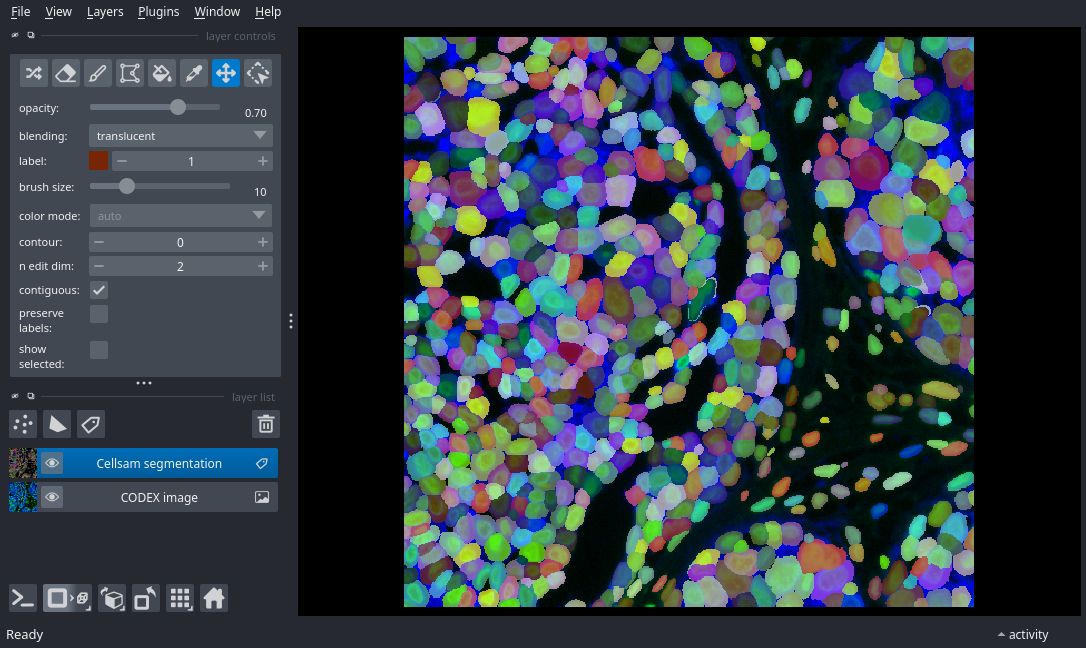 File View Layers Plugins Window Help
layer controls
opacity: 0.70
blending: translucent
label: 1
brush size: 10
color mode: auto
contour: 0
n edit dim: 2
contiguous:
preserve
labels:
show
selected:
layer list
Cellsam segmentation
CODEX image
Ready
activity